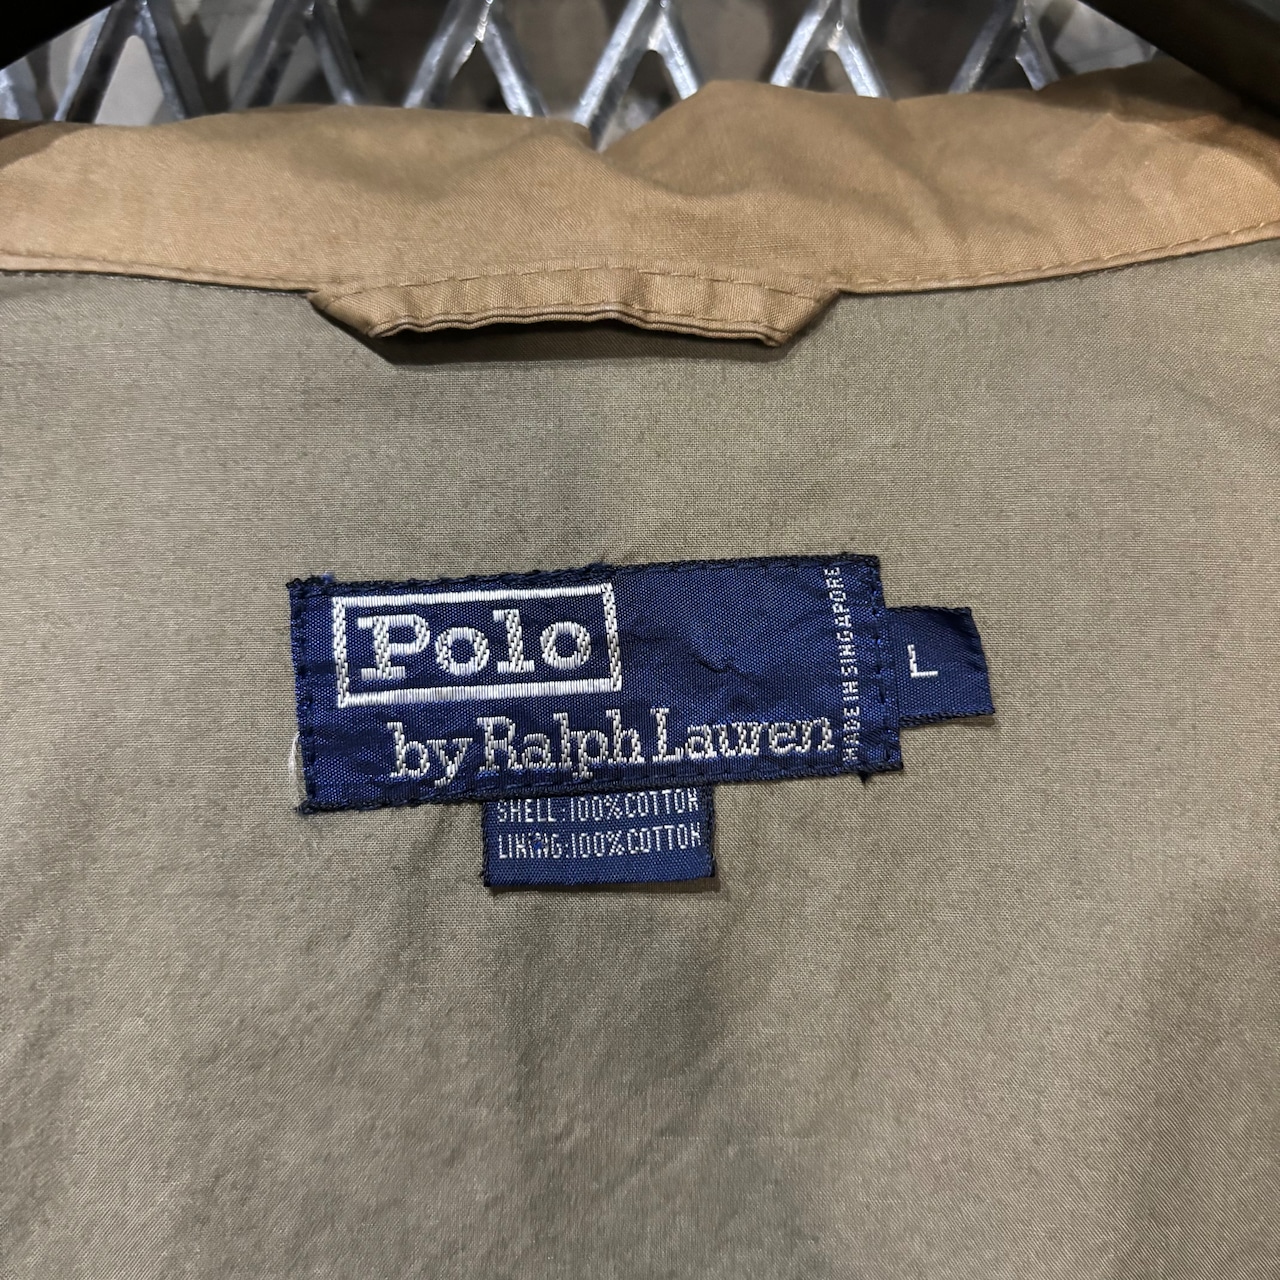 Polo
by Ralph Lauren
MADE IN SINGAPORE
L
SHELL:100%COTTON
LINING:100%COTTON